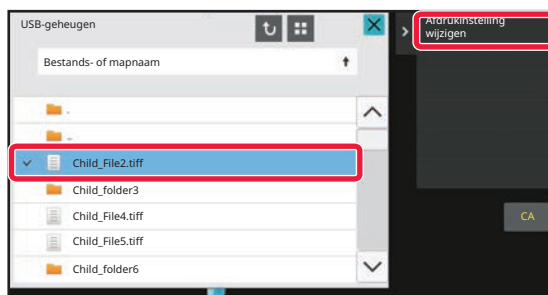 USB-geheugen
Bestands- of mapnaam
.
..
Child_File2.tiff
Child_folder3
Child_File4.tiff
Child_File5.tiff
Child_folder6
Afdrukinstelling
wijzigen
CA